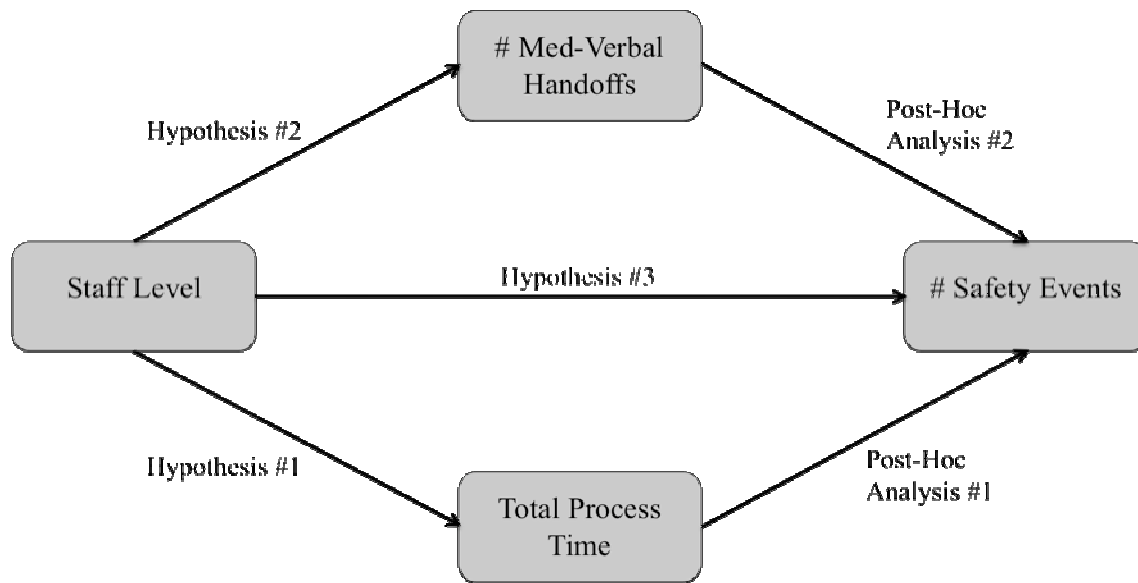 # Med-Verbal
Handoffs
Hypothesis #2
Post-Hoc
Analysis #2
Staff Level
Hypothesis #3
# Safety Events
Hypothesis #1
Total Process
Time
Post-Hoc
Analysis #1